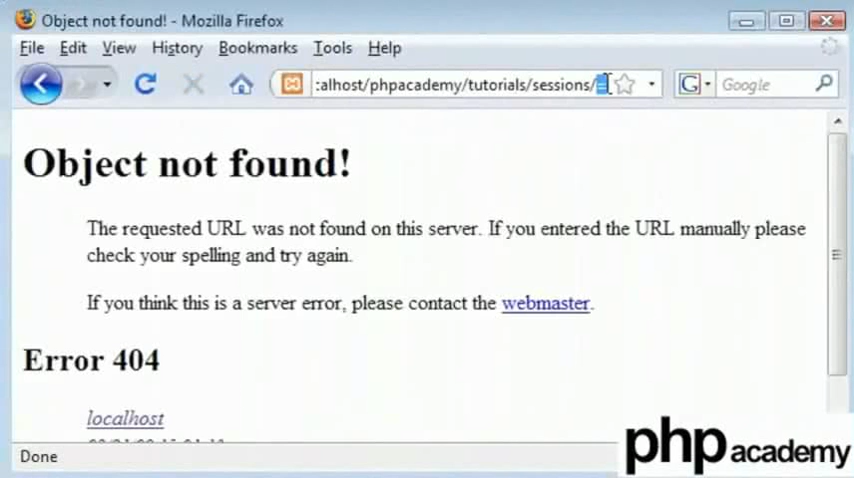 Object not found! - Mozilla Firefox
File Edit View History Bookmarks Tools Help
:alhost/phpacademy/tutorials/sessions/
Google
Object not found!
The requested URL was not found on this server. If you entered the URL manually please
check your spelling and try again.
If you think this is a server error, please contact the webmaster.
Error 404
localhost
Done
php academy